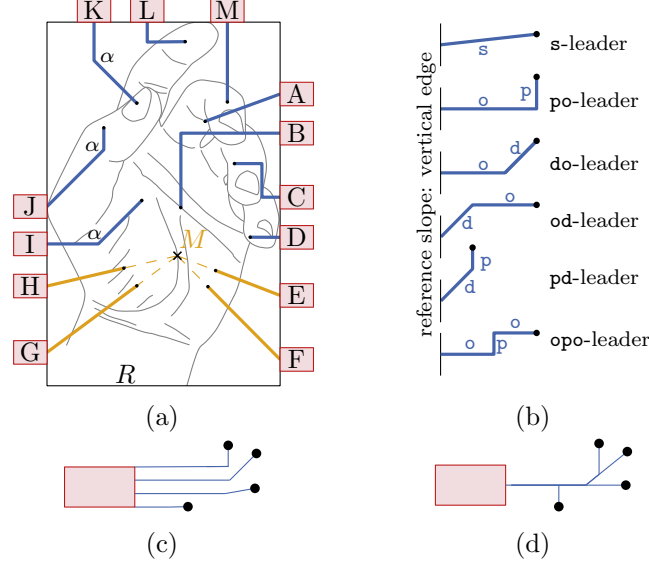 K L M
α
A
B
α
C
J
α
I
D
M
H
E
G
F
R
(a)
reference slope: vertical edge
s
s-leader
p
o
po-leader
d
o
do-leader
o
d
od-leader
p
d
pd-leader
o
o
p
opo-leader
(b)
(c)
(d)